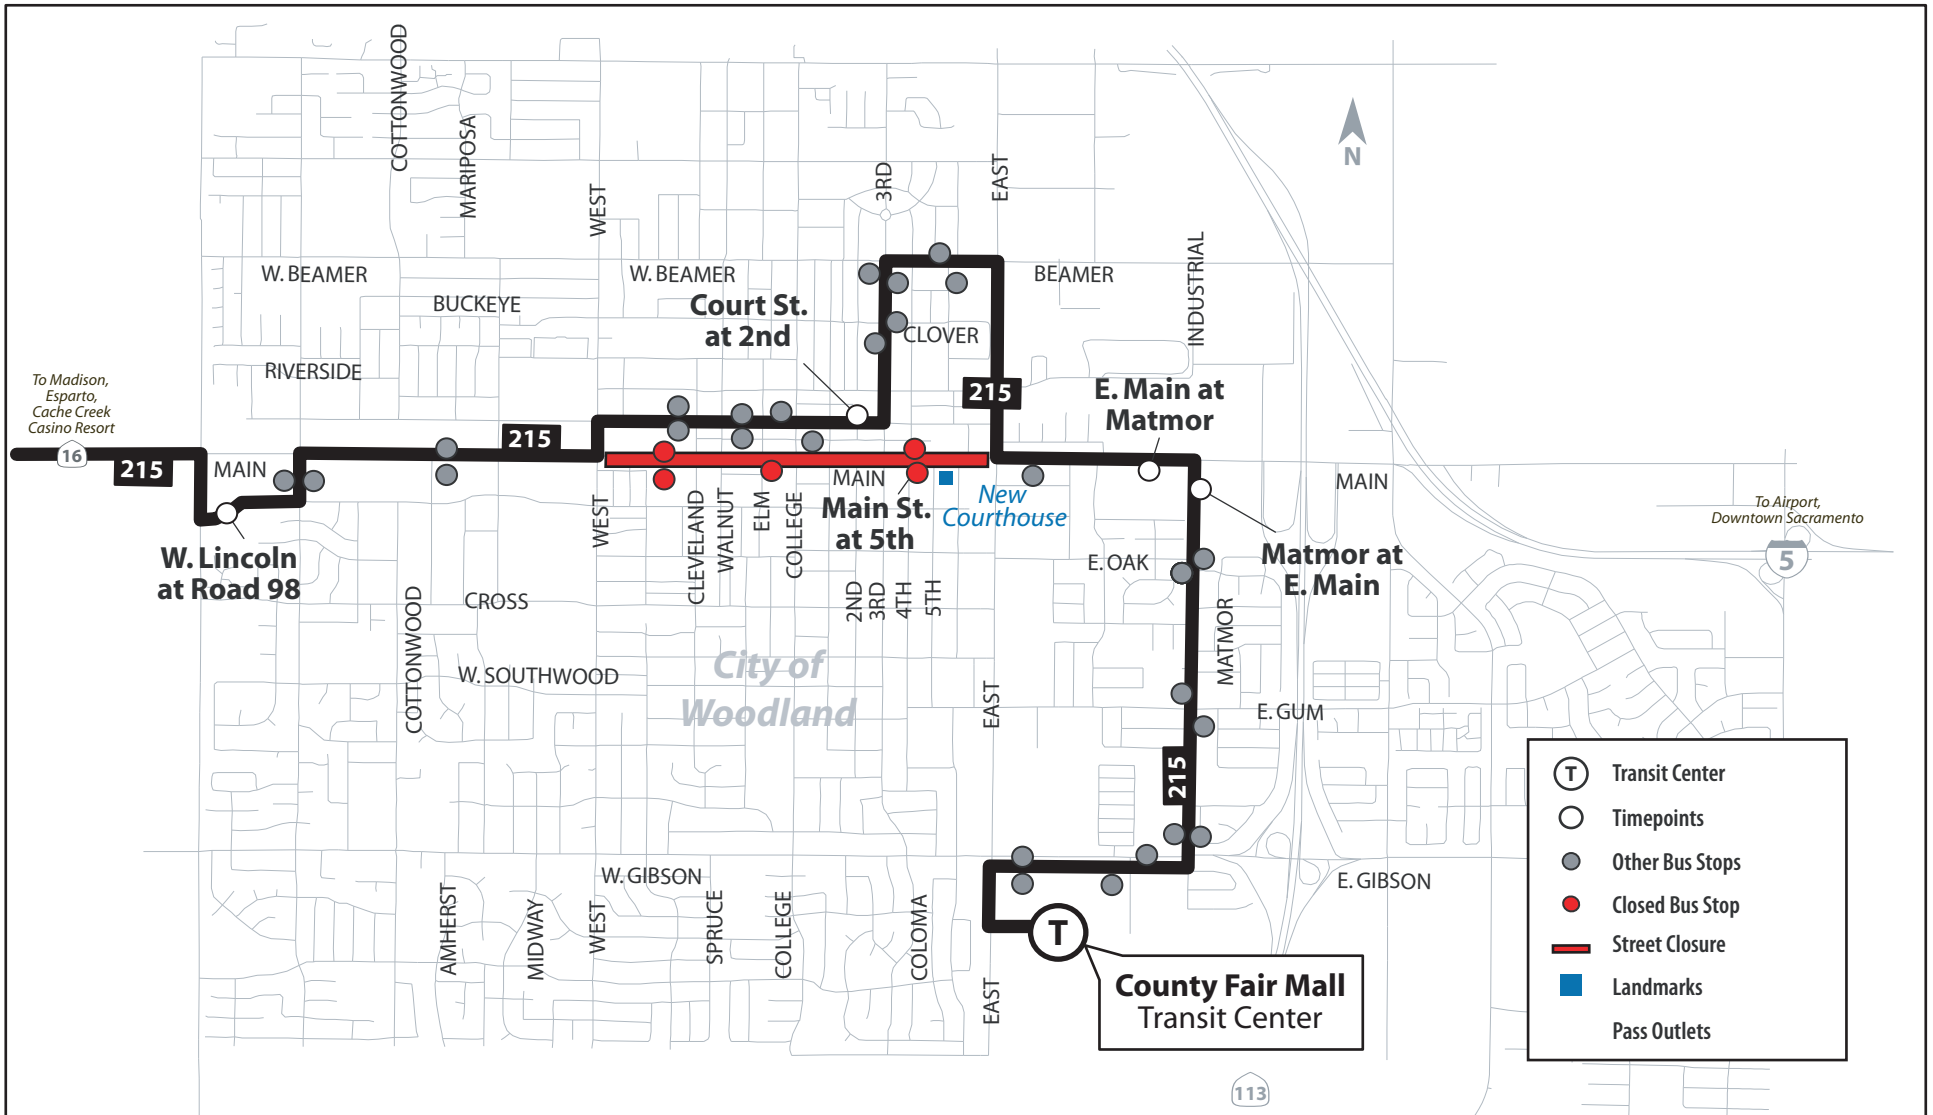 COTTONWOOD
MARIPOSA
WEST
3RD
EAST
N
W. BEAMER
W. BEAMER
BEAMER
INDUSTRIAL
BUCKEYE
Court St.
at 2nd
CLOVER
RIVERSIDE
To Madison,
Esparto,
Cache Creek
Casino Resort
16
215
MAIN
215
215
E. Main at
Matmor
MAIN
Main St.
at 5th
New
Courthouse
MAIN
To Airport,
Downtown Sacramento
5
WEST
CLEVELAND
WALNUT
ELM
COLLEGE
W. Lincoln
at Road 98
E. OAK
Matmor at
E. Main
CROSS
2ND
3RD
4TH
5TH
COTTONWOOD
W. SOUTHWOOD
City of
Woodland
MATMOR
EAST
E. GUM
215
W. GIBSON
E. GIBSON
AMHERST
MIDWAY
WEST
SPRUCE
COLLEGE
COLOMA
EAST
T
County Fair Mall
Transit Center
113
T
Transit Center
Timepoints
Other Bus Stops
Closed Bus Stop
Street Closure
Landmarks
Pass Outlets